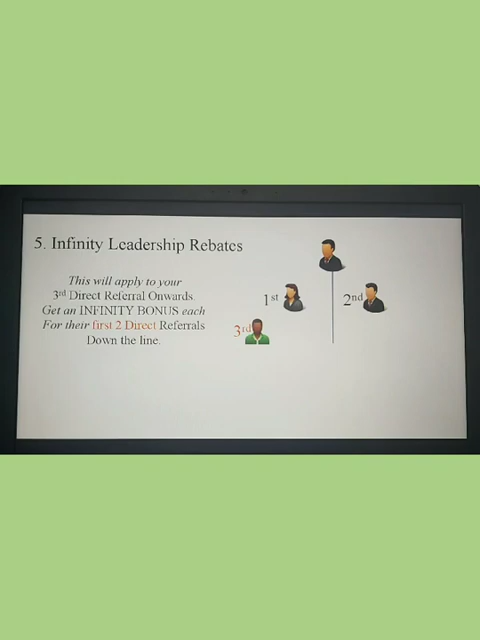 5. Infinity Leadership Rebates
This will apply to your
3rd Direct Referral Onwards.
Get an INFINITY BONUS each
For their first 2 Direct Referrals
Down the line.
1st
2nd
3rd